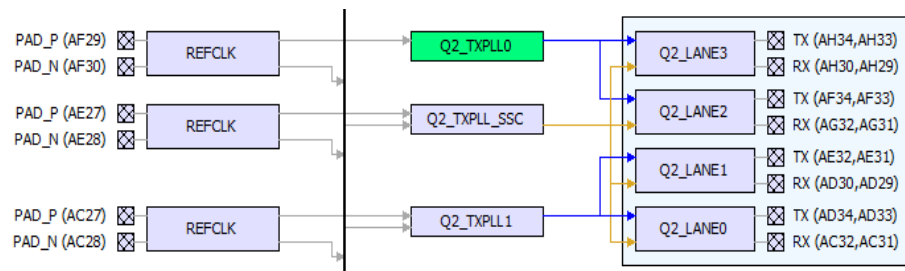 PAD_P (AF29)
PAD_N (AF30)
REFCLK
Q2_TXPLL0
Q2_LANE3
TX (AH34,AH33)
RX (AH30,AH29)
PAD_P (AE27)
PAD_N (AE28)
REFCLK
Q2_TXPLL_SSC
Q2_LANE2
TX (AF34,AF33)
RX (AG32,AG31)
Q2_LANE1
TX (AE32,AE31)
RX (AD30,AD29)
PAD_P (AC27)
PAD_N (AC28)
REFCLK
Q2_TXPLL1
Q2_LANE0
TX (AD34,AD33)
RX (AC32,AC31)